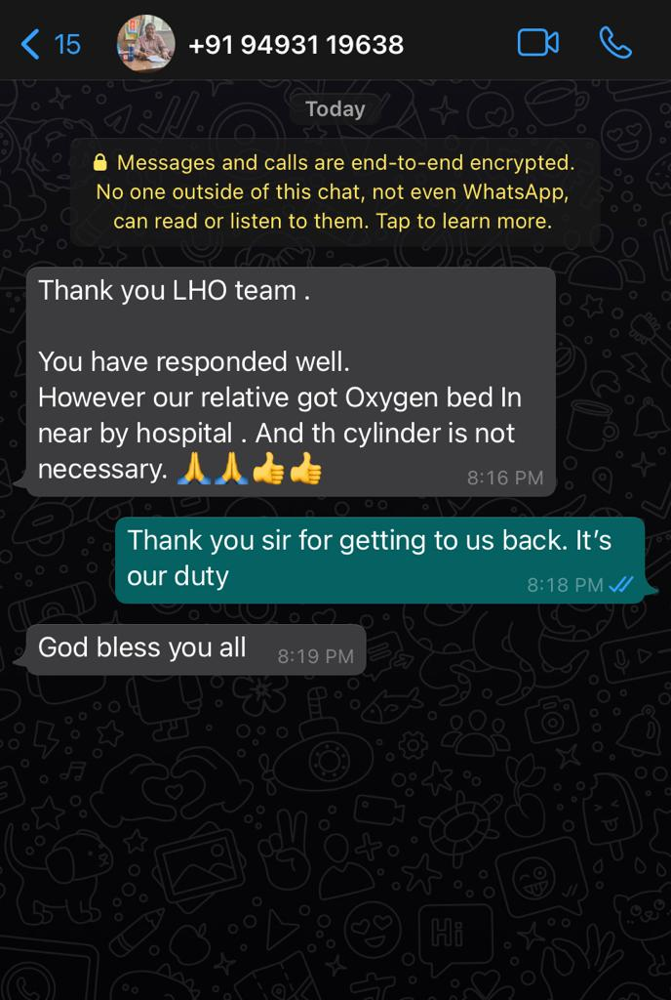 15
+91 94931 19638
Today
🔒 Messages and calls are end-to-end encrypted.
No one outside of this chat, not even WhatsApp,
can read or listen to them. Tap to learn more.
Thank you LHO team .
You have responded well.
However our relative got Oxygen bed In
near by hospital . And th cylinder is not
necessary. 🙏🙏👍👍
8:16 PM
Thank you sir for getting to us back. It’s
our duty
8:18 PM
God bless you all
8:19 PM
Hi